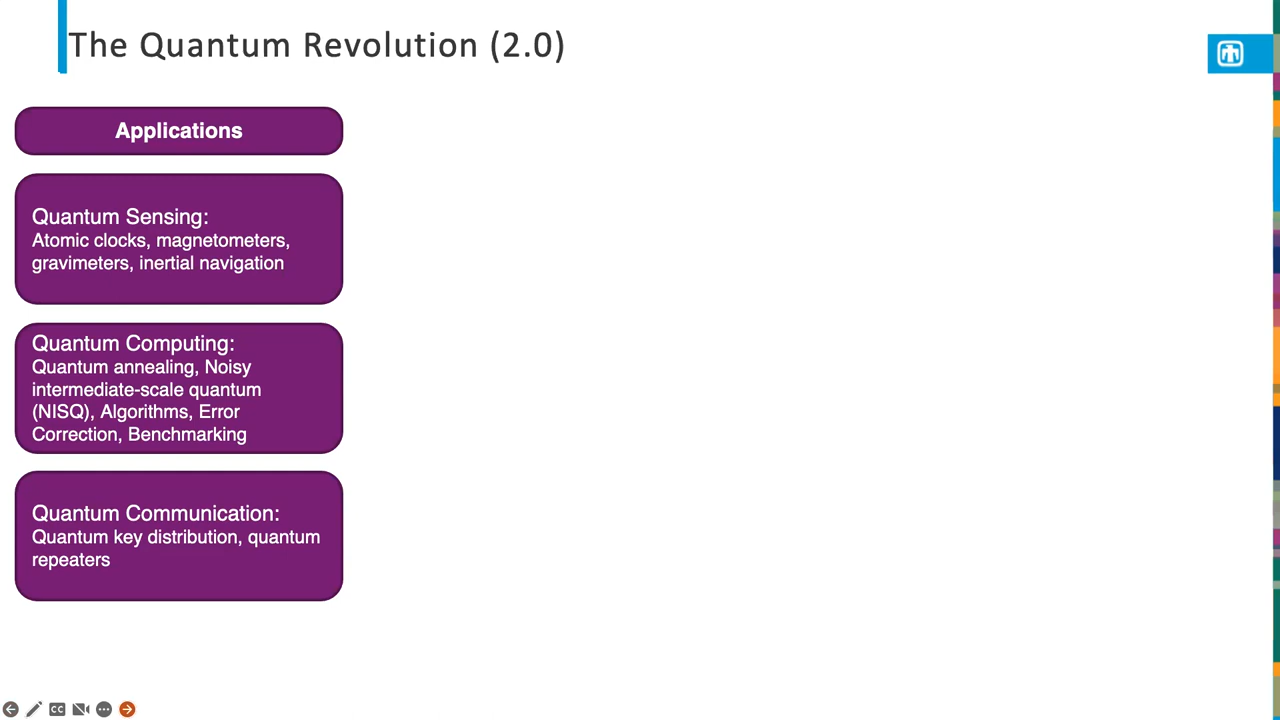 The Quantum Revolution (2.0)
Applications
Quantum Sensing:
Atomic clocks, magnetometers,
gravimeters, inertial navigation
Quantum Computing:
Quantum annealing, Noisy
intermediate-scale quantum
(NISQ), Algorithms, Error
Correction, Benchmarking
Quantum Communication:
Quantum key distribution, quantum
repeaters
CC